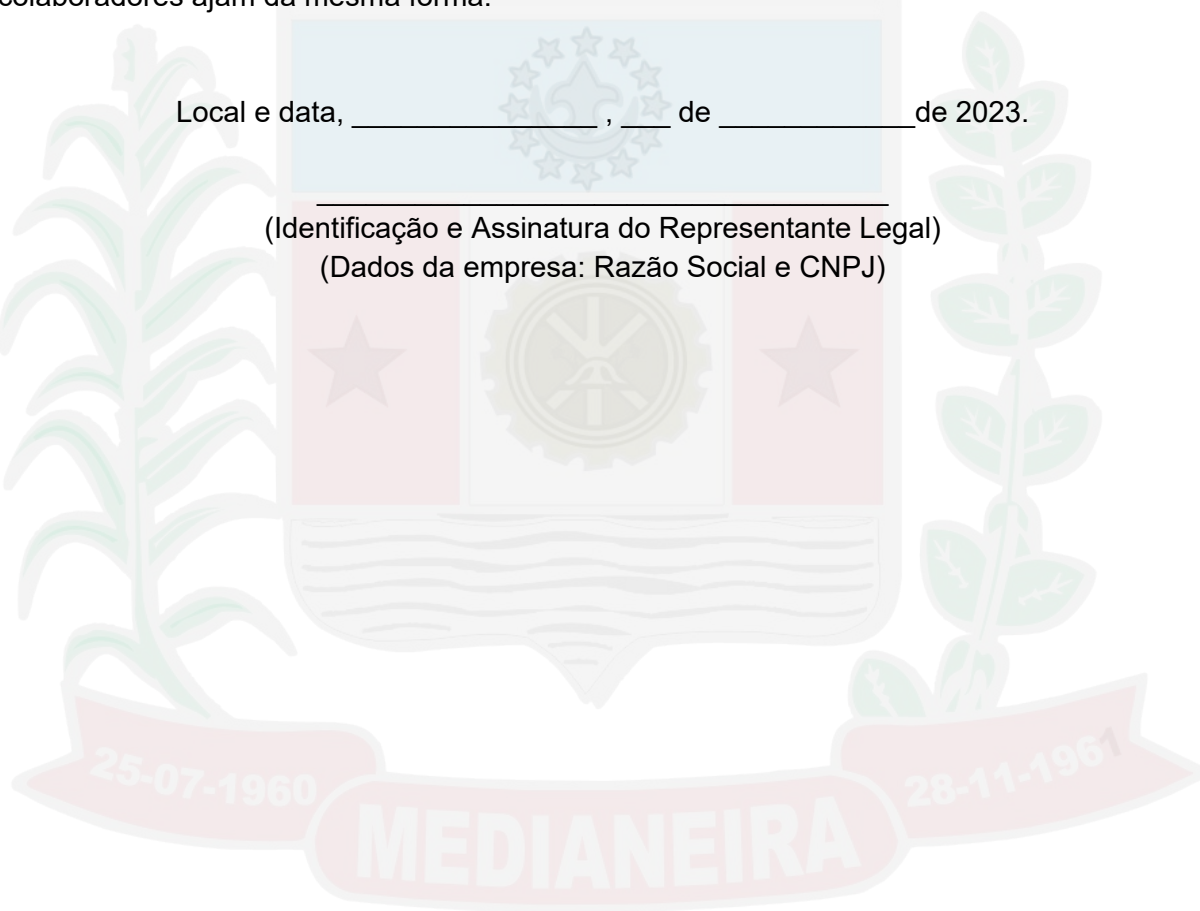 colaboradores ajam da mesma forma.
Local e data, _______________ , ___ de ____________de 2023.
___________________________________
(Identificação e Assinatura do Representante Legal)
(Dados da empresa: Razão Social e CNPJ)
25-07-1960
28-11-1961
MEDIANEIRA